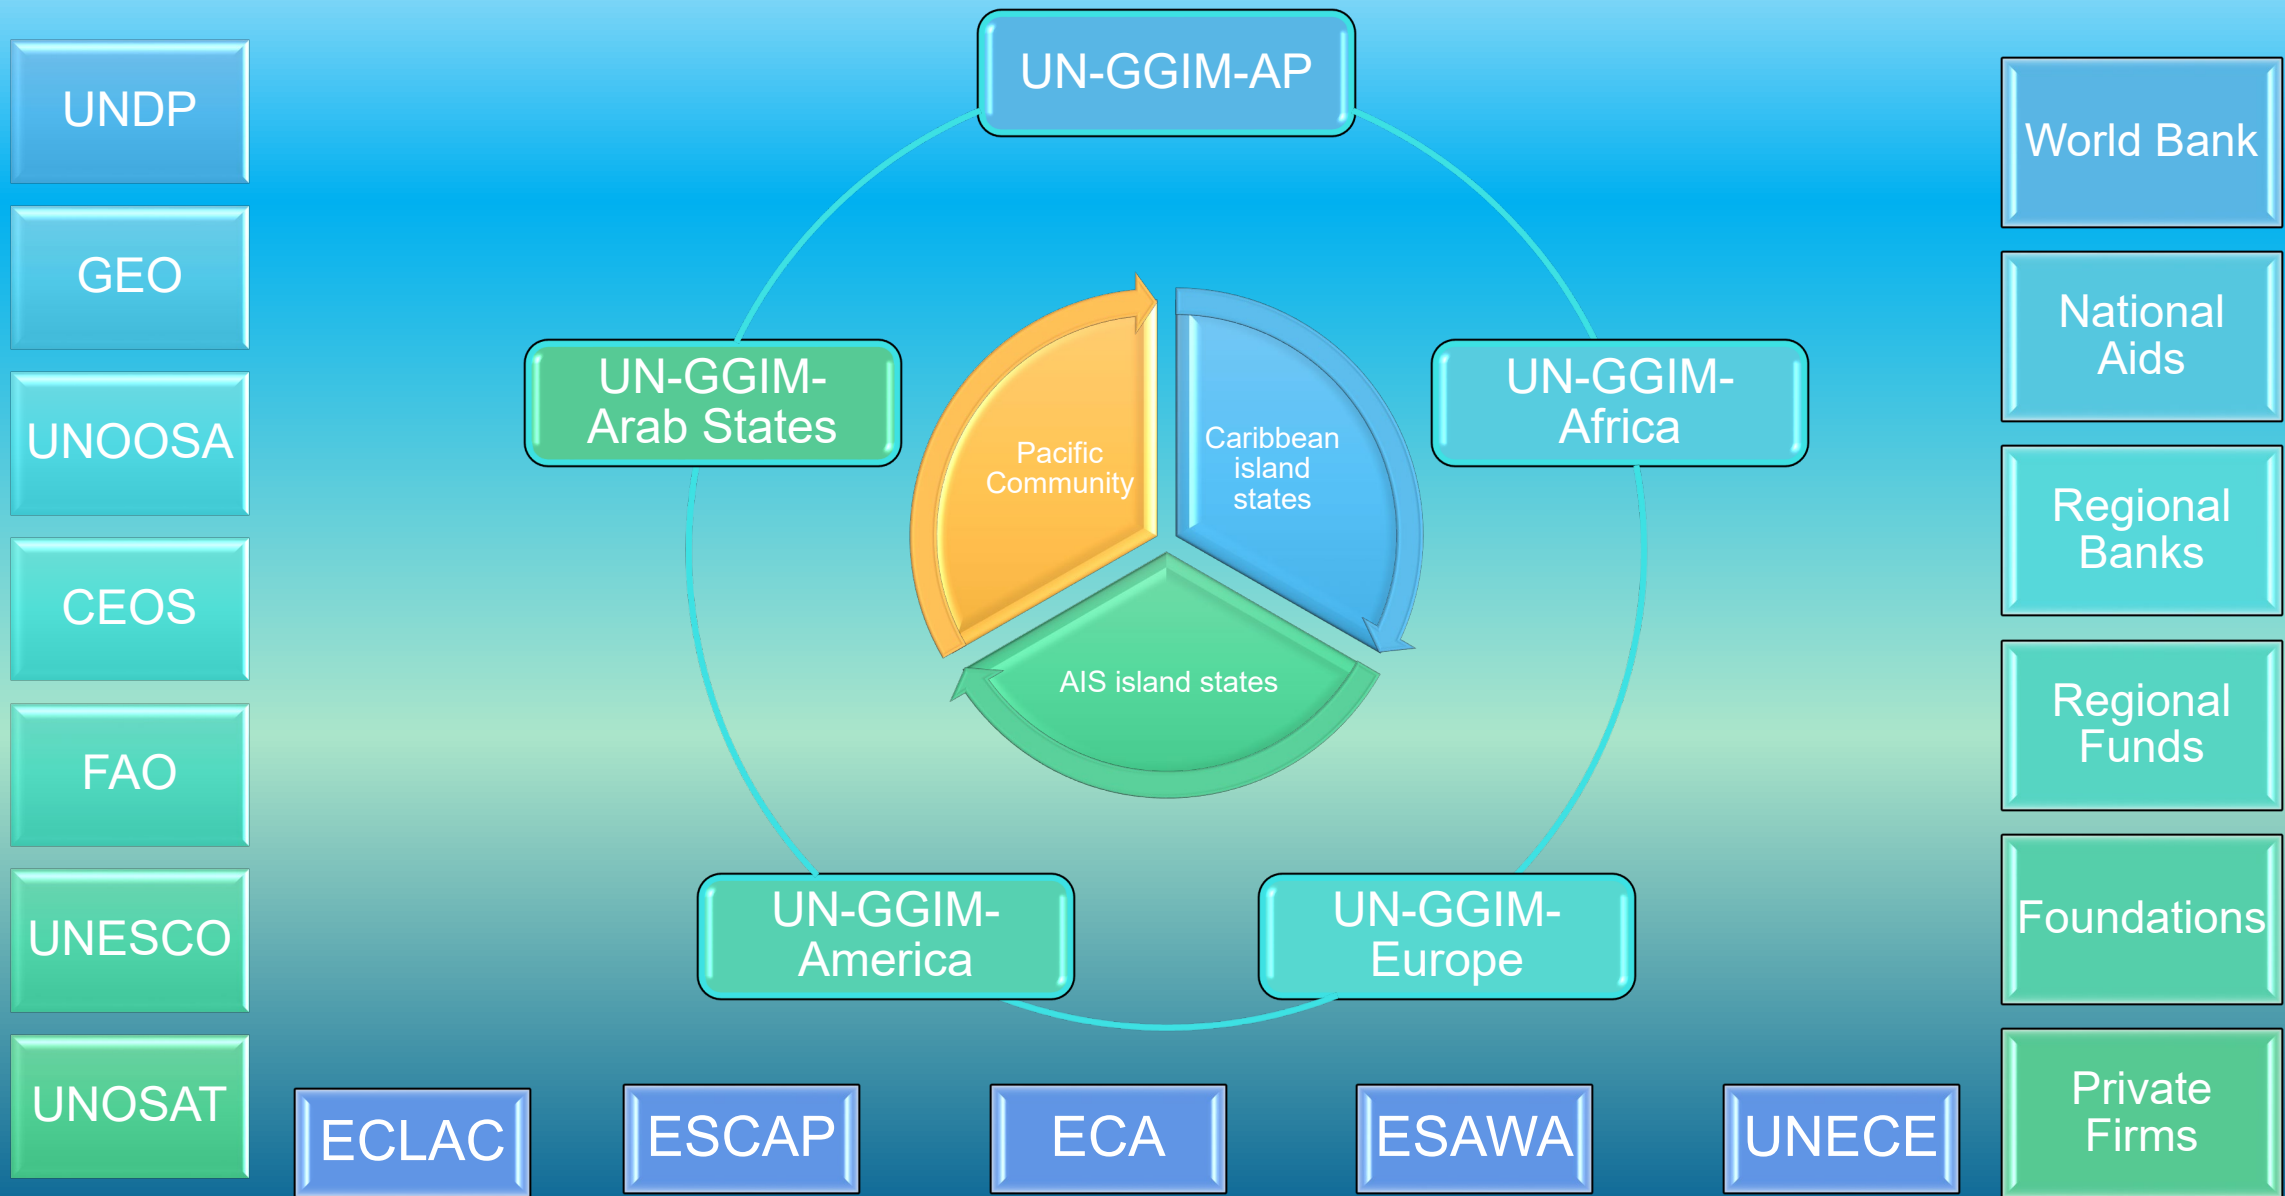 UN-GGIM-AP
UNDP
GEO
UNOOSA
CEOS
FAO
UNESCO
UNOSAT
UN-GGIM-
Arab States
UN-GGIM-
Africa
Pacific
Community
Caribbean
island
states
AIS island states
UN-GGIM-
America
UN-GGIM-
Europe
World Bank
National
Aids
Regional
Banks
Regional
Funds
Foundations
Private
Firms
ECLAC
ESCAP
ECA
ESAWA
UNECE